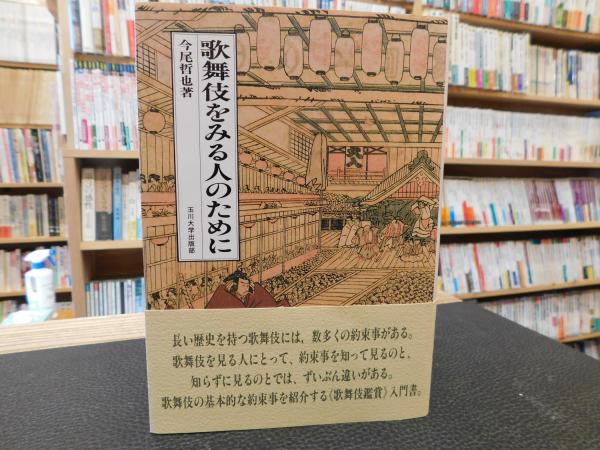 歌舞伎をみる人のために
今尾哲也著
玉川大学出版部
長い歴史を持つ歌舞伎には、数多くの約束事がある。
歌舞伎を見る人にとって、約束事を知って見るのと、
知らずに見るのとでは、ずいぶん違いがある。
歌舞伎の基本的な約束事を紹介する《歌舞伎鑑賞》入門書。